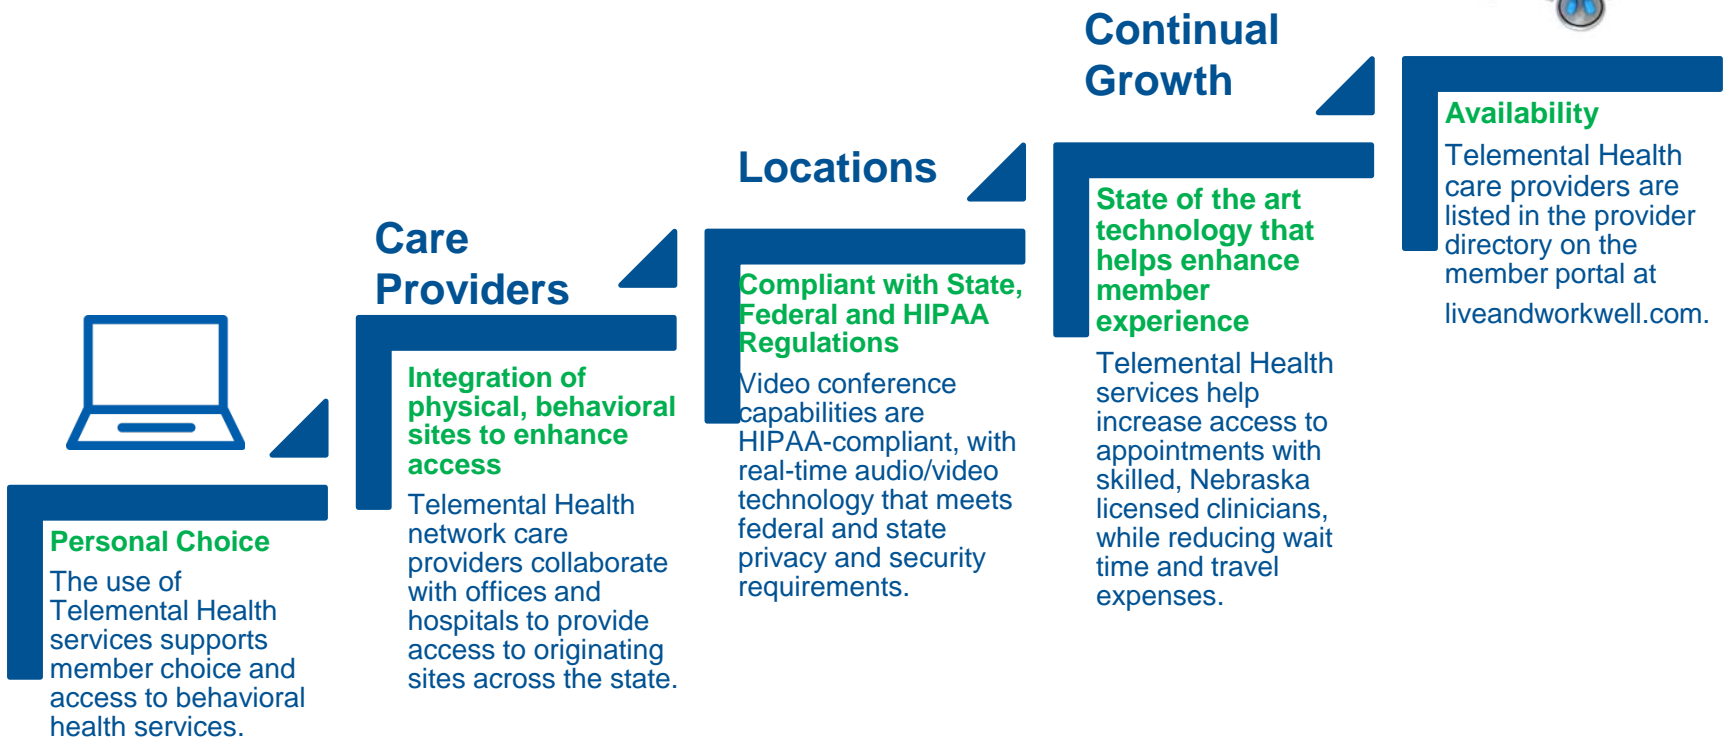 Personal Choice
The use of
Telemental Health
services supports
member choice and
access to behavioral
health services.
Care
Providers
Integration of
physical, behavioral
sites to enhance
access
Telemental Health
network care
providers collaborate
with offices and
hospitals to provide
access to originating
sites across the state.
Locations
Compliant with State,
Federal and HIPAA
Regulations
Video conference
capabilities are
HIPAA-compliant, with
real-time audio/video
technology that meets
federal and state
privacy and security
requirements.
Continual
Growth
State of the art
technology that
helps enhance
member
experience
Telemental Health
services help
increase access to
appointments with
skilled, Nebraska
licensed clinicians,
while reducing wait
time and travel
expenses.
Availability
Telemental Health
care providers are
listed in the provider
directory on the
member portal at
liveandworkwell.com.